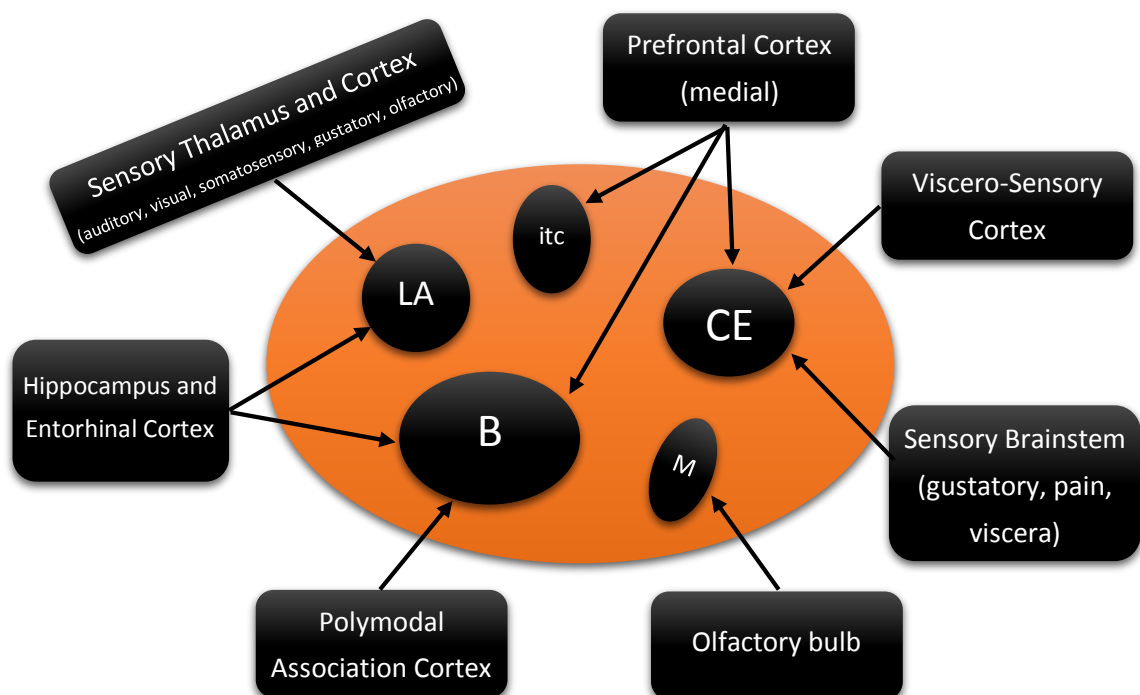 Sensory Thalamus and Cortex
(auditory, visual, somatosensory, gustatory, olfactory)
Prefrontal Cortex
(medial)
Viscero-Sensory
Cortex
itc
LA
CE
Hippocampus and
Entorhinal Cortex
B
M
Sensory Brainstem
(gustatory, pain,
viscera)
Polymodal
Association Cortex
Olfactory bulb